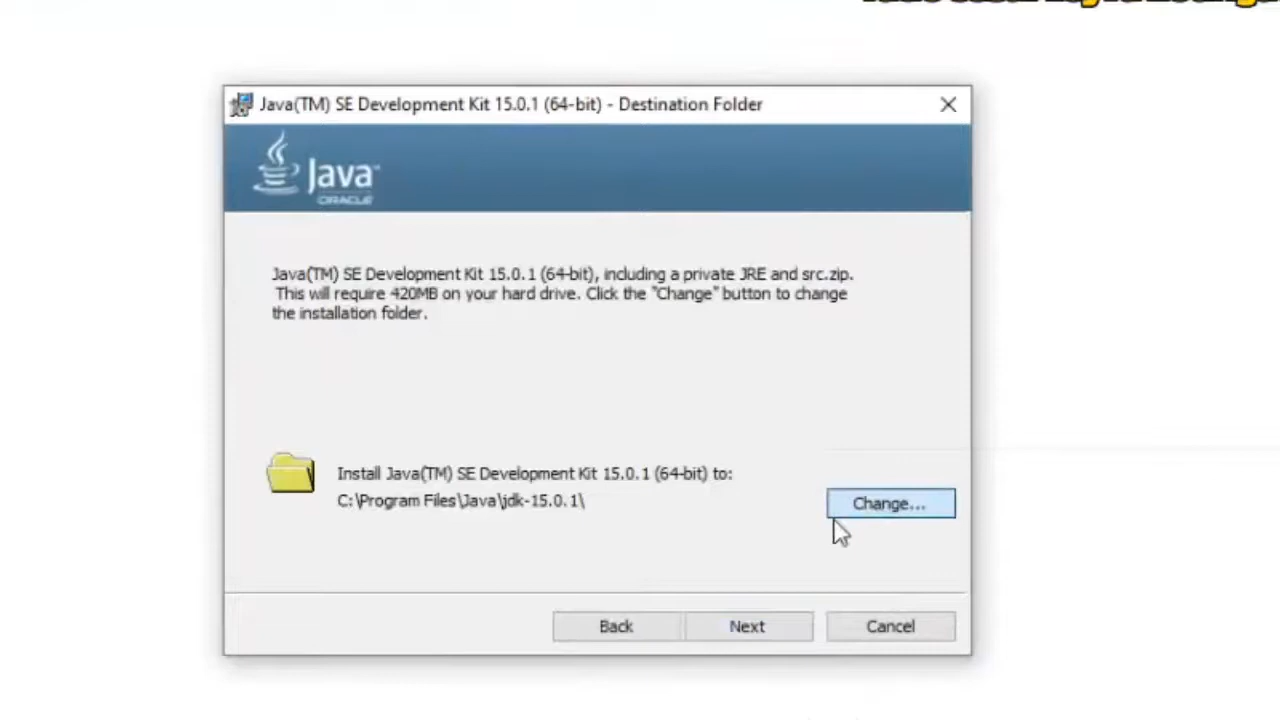 Java(TM) SE Development Kit 15.0.1 (64-bit) - Destination Folder
Java™
ORACLE
Java(TM) SE Development Kit 15.0.1 (64-bit), including a private JRE and src.zip.
This will require 420MB on your hard drive. Click the "Change" button to change
the installation folder.
Install Java(TM) SE Development Kit 15.0.1 (64-bit) to:
C:\Program Files\Java\jdk-15.0.1\
Change...
Back
Next
Cancel